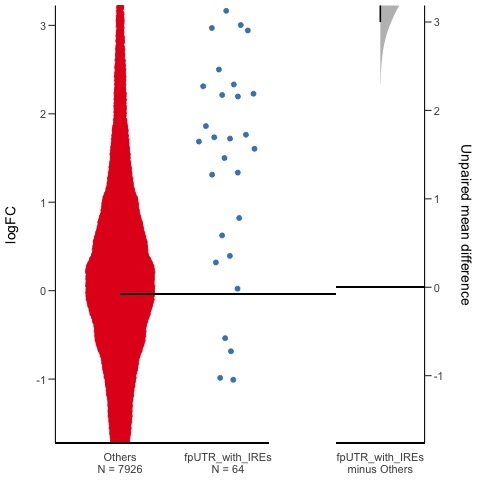 3
2
1
0
-1
logFC
3
2
1
0
-1
Unpaired mean difference
Others
N = 7926
fpUTR_with_IREs
N = 64
fpUTR_with_IREs
minus Others